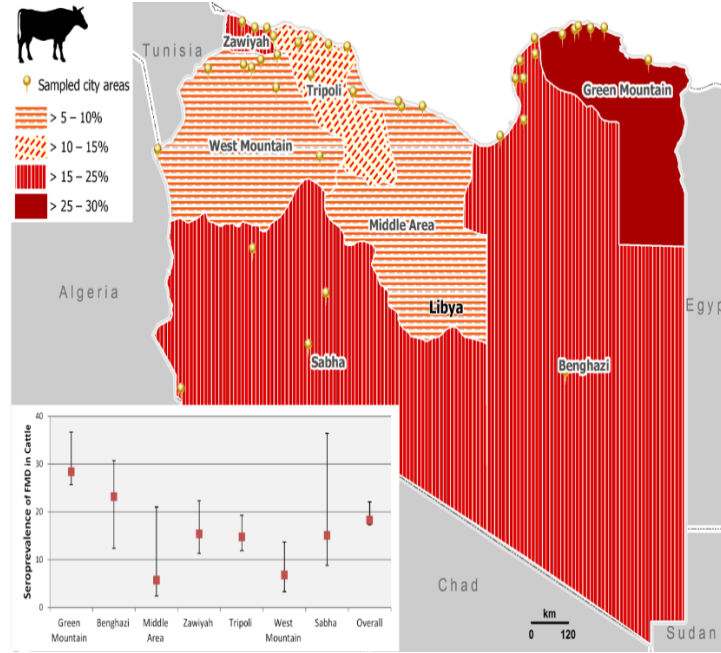 Tunisia
Sampled city areas
> 5 – 10%
> 10 – 15%
> 15 – 25%
> 25 – 30%
Zawiyah
Tripoli
Green Mountain
West Mountain
Middle Area
Algeria
Libya
Egyp
Sabha
Benghazi
Seroprevalence of FMD in Cattle
40
30
20
10
0
Green Mountain
Benghazi
Middle Area
Zawiyah
Tripoli
West Mountain
Sabha
Overall
Chad
km
0 120
Sudan